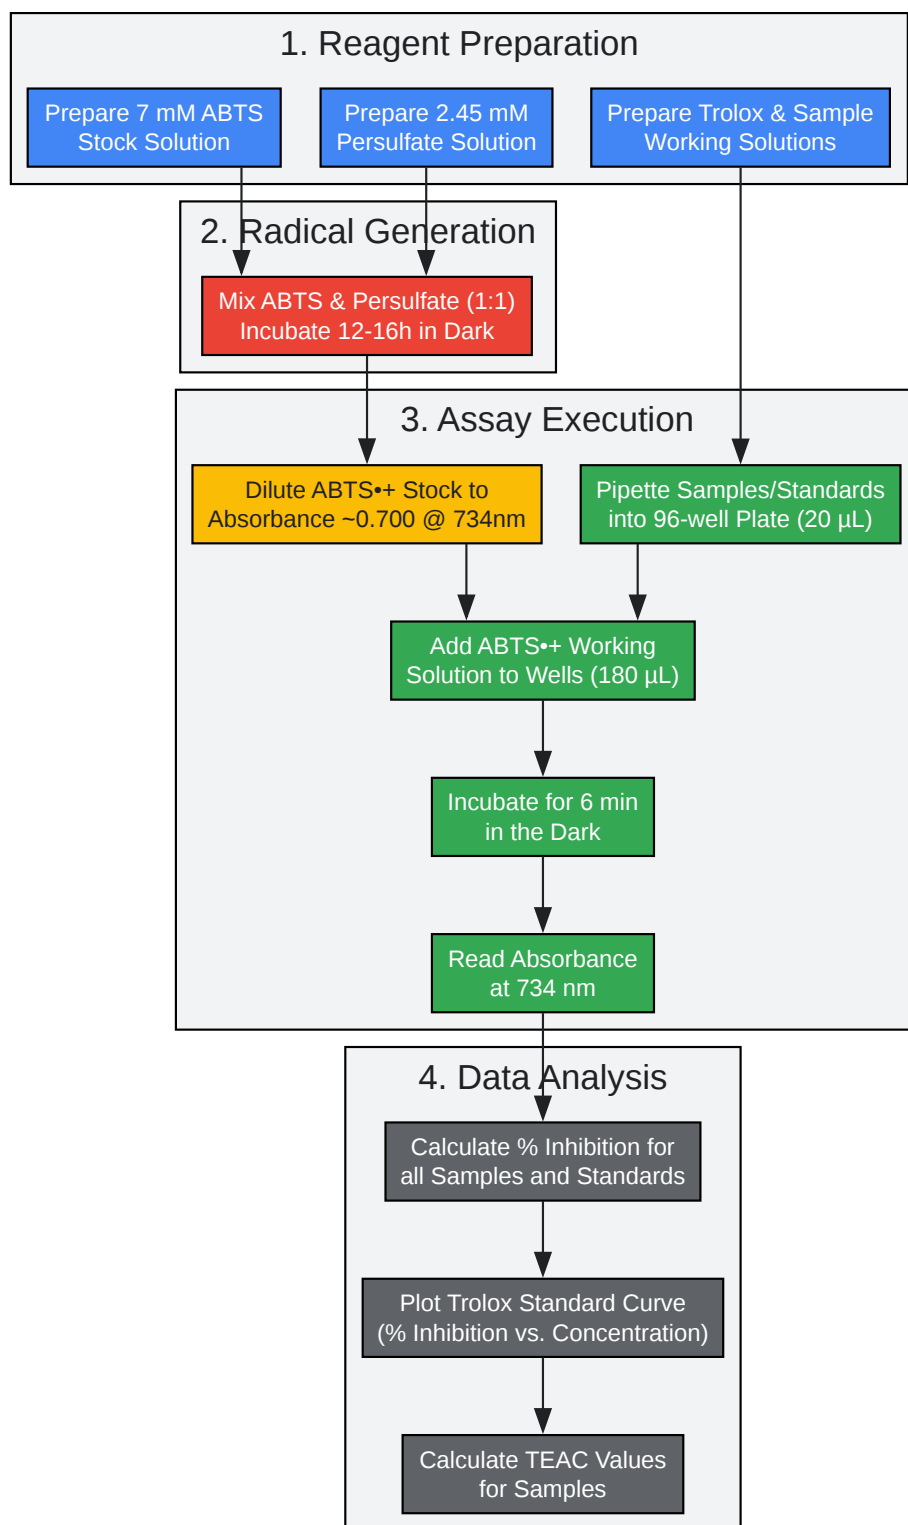 1. Reagent Preparation
Prepare 7 mM ABTS
Stock Solution
Prepare 2.45 mM
Persulfate Solution
Prepare Trolox & Sample
Working Solutions
2. Radical Generation
Mix ABTS & Persulfate (1:1)
Incubate 12-16h in Dark
3. Assay Execution
Dilute ABTS•+ Stock to
Absorbance ~0.700 @ 734nm
Pipette Samples/Standards
into 96-well Plate (20 µL)
Add ABTS•+ Working
Solution to Wells (180 µL)
Incubate for 6 min
in the Dark
Read Absorbance
at 734 nm
4. Data Analysis
Calculate % Inhibition for
all Samples and Standards
Plot Trolox Standard Curve
(% Inhibition vs. Concentration)
Calculate TEAC Values
for Samples